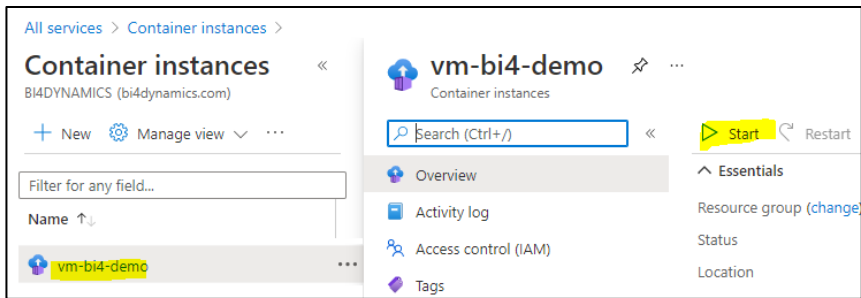 All services > Container instances >
Container instances «
BI4DYNAMICS (bi4dynamics.com)
+ New Manage view ...
Filter for any field...
Name ↑↓
vm-bi4-demo ...
vm-bi4-demo ...
Container instances
Search (Ctrl+/) «
Overview
Activity log
Access control (IAM)
Tags
Start Restart
Essentials
Resource group (change)
Status
Location